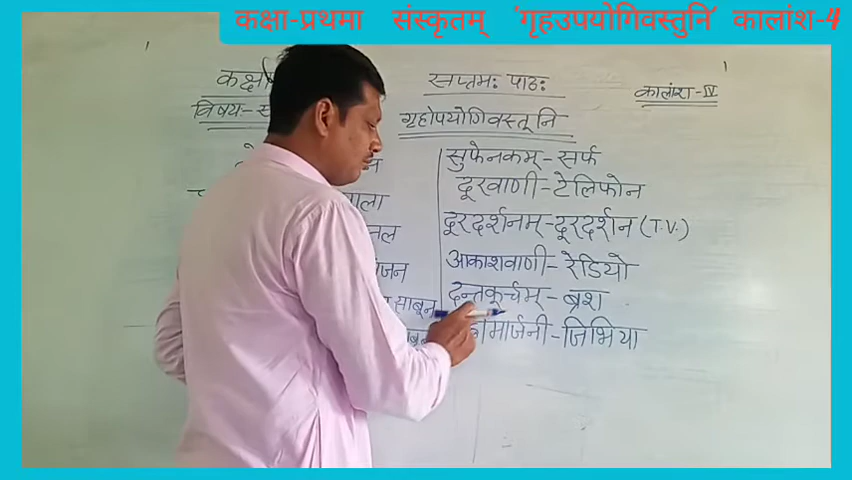 कक्षा-प्रथमा संस्कृतम् 'गृहउपयोगिवस्तुनि' कालांश-4
सप्तमः पाठः
कालांश-IV
विषयः-
गृहोपयोगिवस्तूनि
सुफेनकम्-सर्फ
दूरवाणी-टेलिफोन
दूरदर्शनम्-दूरदर्शन (T.V.)
आकाशवाणी-रेडियो
दन्तकूर्चम्-ब्रश
साबून
मार्जनी-जिभिया